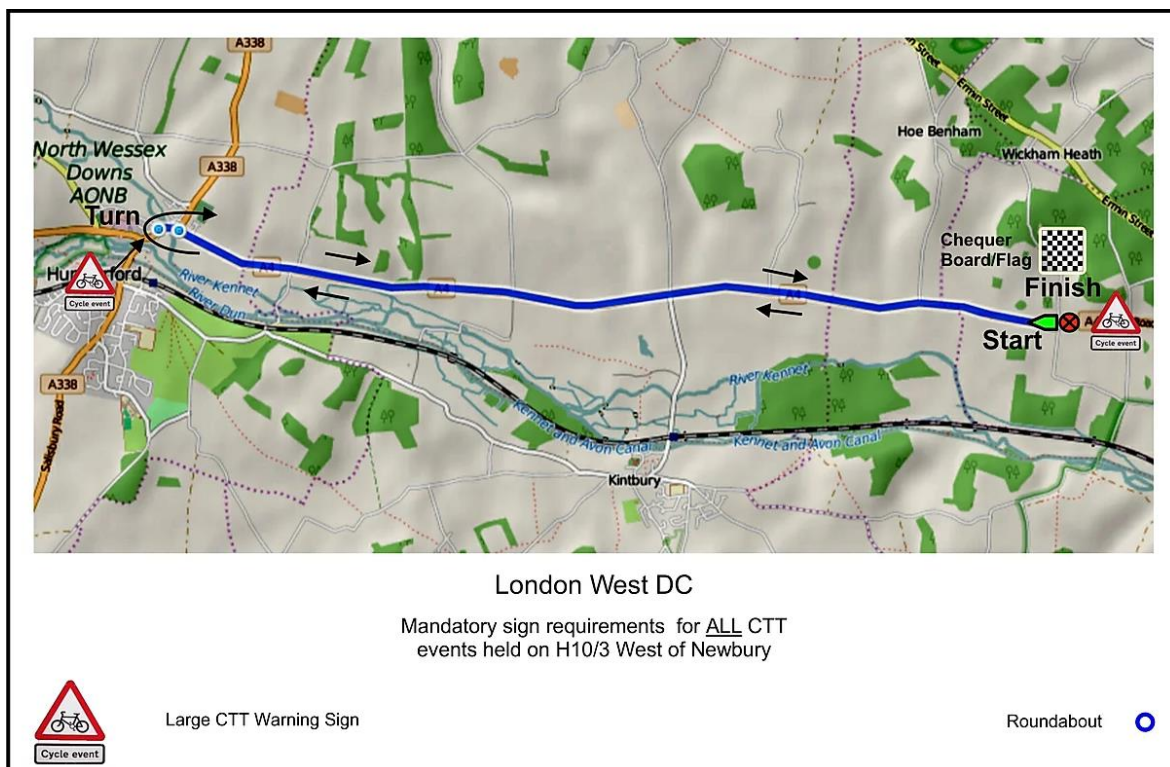 A338
North Wessex
Downs
AONB
A338
Turn
Cycle event
River Kennet
River Dun
A4
A4
A338
Salisbury Road
Kennet and Avon Canal
Kintbury
River Kennet
Kennet and Avon Canal
Ermin Street
Ermin Street
Hoe Benham
Wickham Heath
Ermin Street
Chequer
Board/Flag
Finish
Start
Cycle event
London West DC
Mandatory sign requirements for ALL CTT
events held on H10/3 West of Newbury
Large CTT Warning Sign
Cycle event
Roundabout